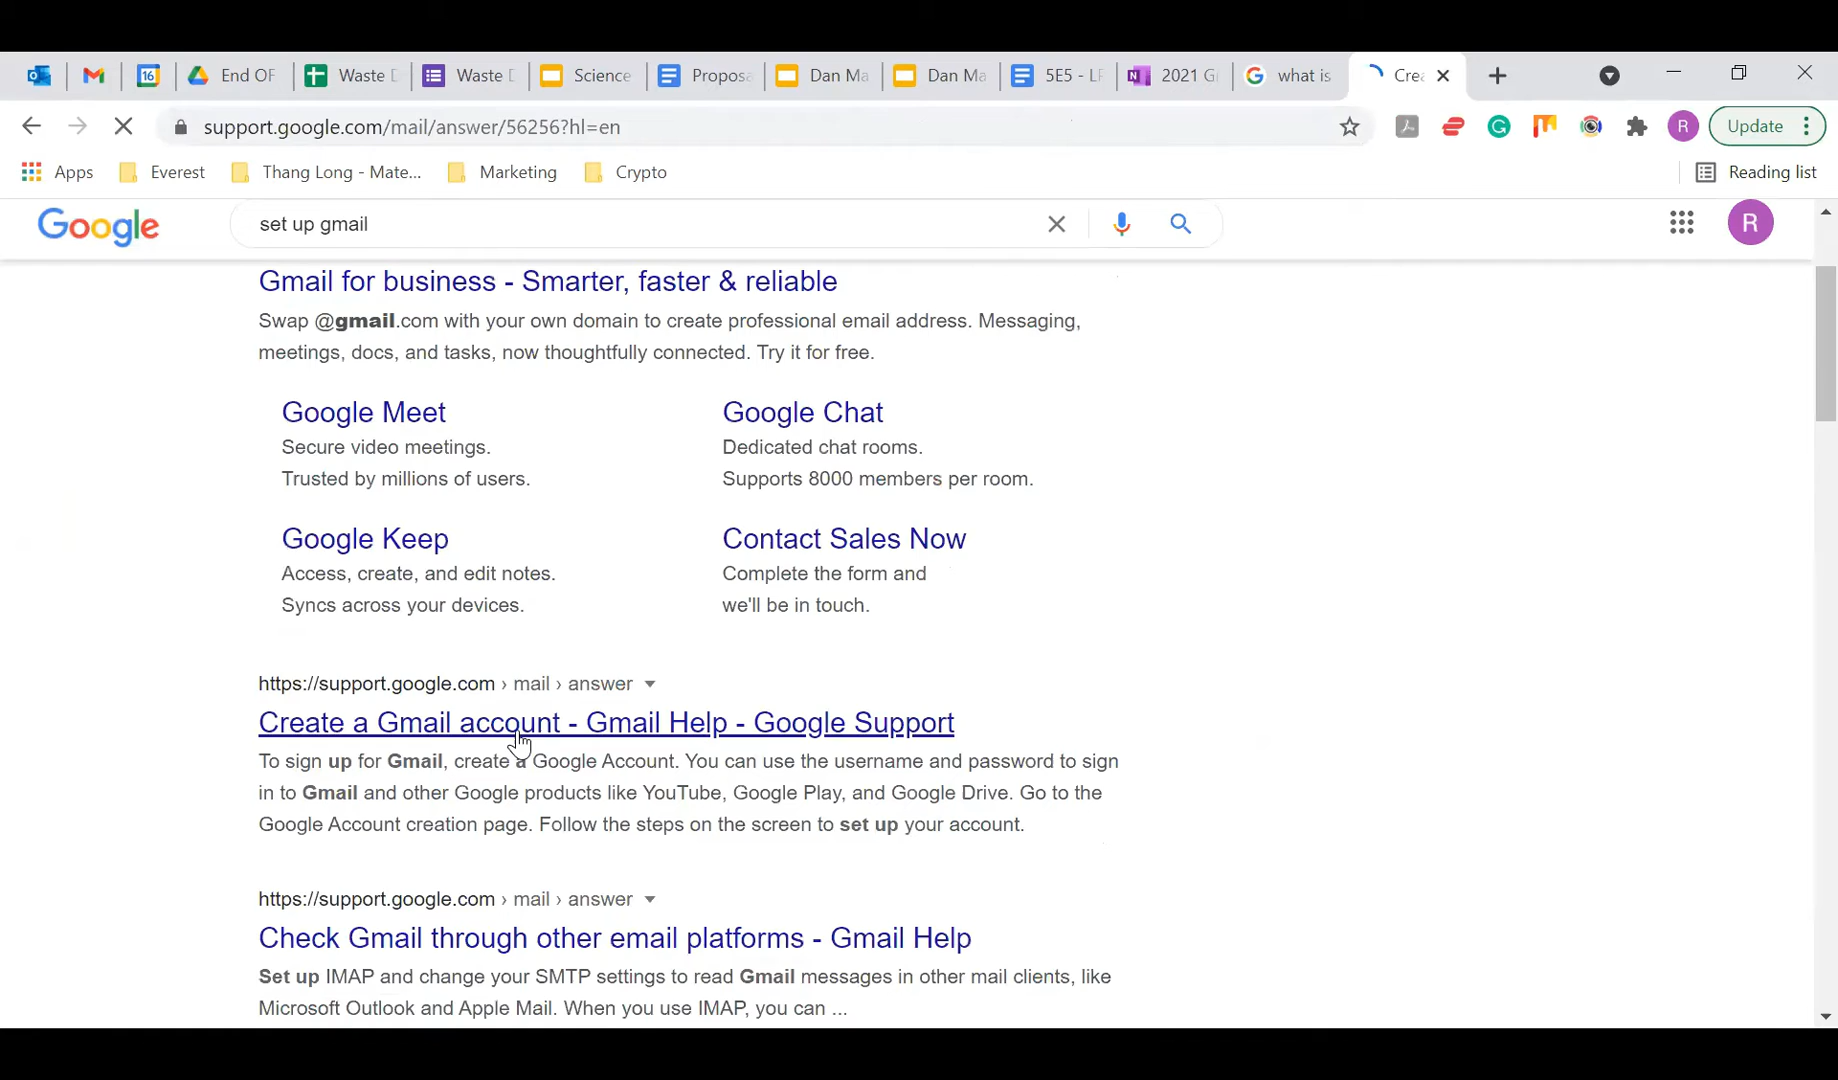 16 End OF Waste D Waste D Science Proposa Dan Ma Dan Ma 5E5 - LF 2021 G what is Crea
support.google.com/mail/answer/56256?hl=en R Update
Apps Everest Thang Long - Mate... Marketing Crypto Reading list
Google set up gmail R
Gmail for business - Smarter, faster & reliable
Swap @gmail.com with your own domain to create professional email address. Messaging,
meetings, docs, and tasks, now thoughtfully connected. Try it for free.
Google Meet Google Chat
Secure video meetings. Dedicated chat rooms.
Trusted by millions of users. Supports 8000 members per room.
Google Keep Contact Sales Now
Access, create, and edit notes. Complete the form and
Syncs across your devices. we'll be in touch.
https://support.google.com › mail › answer
Create a Gmail account - Gmail Help - Google Support
To sign up for Gmail, create a Google Account. You can use the username and password to sign
in to Gmail and other Google products like YouTube, Google Play, and Google Drive. Go to the
Google Account creation page. Follow the steps on the screen to set up your account.
https://support.google.com › mail › answer
Check Gmail through other email platforms - Gmail Help
Set up IMAP and change your SMTP settings to read Gmail messages in other mail clients, like
Microsoft Outlook and Apple Mail. When you use IMAP, you can ...